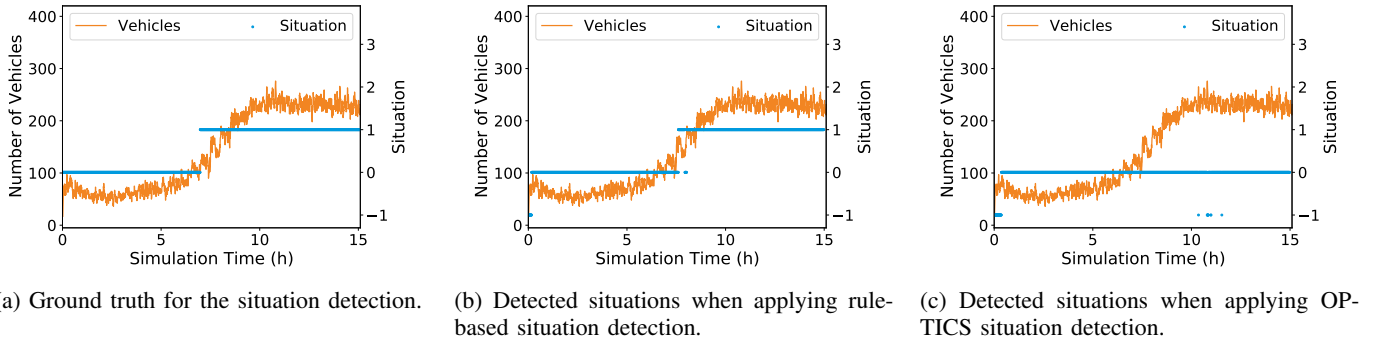 400
300
200
100
0
Number of Vehicles
Vehicles
Situation
3
2
1
0
−1
Situation
0
5
10
15
Simulation Time (h)
400
300
200
100
0
Number of Vehicles
Vehicles
Situation
3
2
1
0
−1
Situation
0
5
10
15
Simulation Time (h)
400
300
200
100
0
Number of Vehicles
Vehicles
Situation
3
2
1
0
−1
Situation
0
5
10
15
Simulation Time (h)
a) Ground truth for the situation detection.
(b) Detected situations when applying rule-
based situation detection.
(c) Detected situations when applying OP-
TICS situation detection.